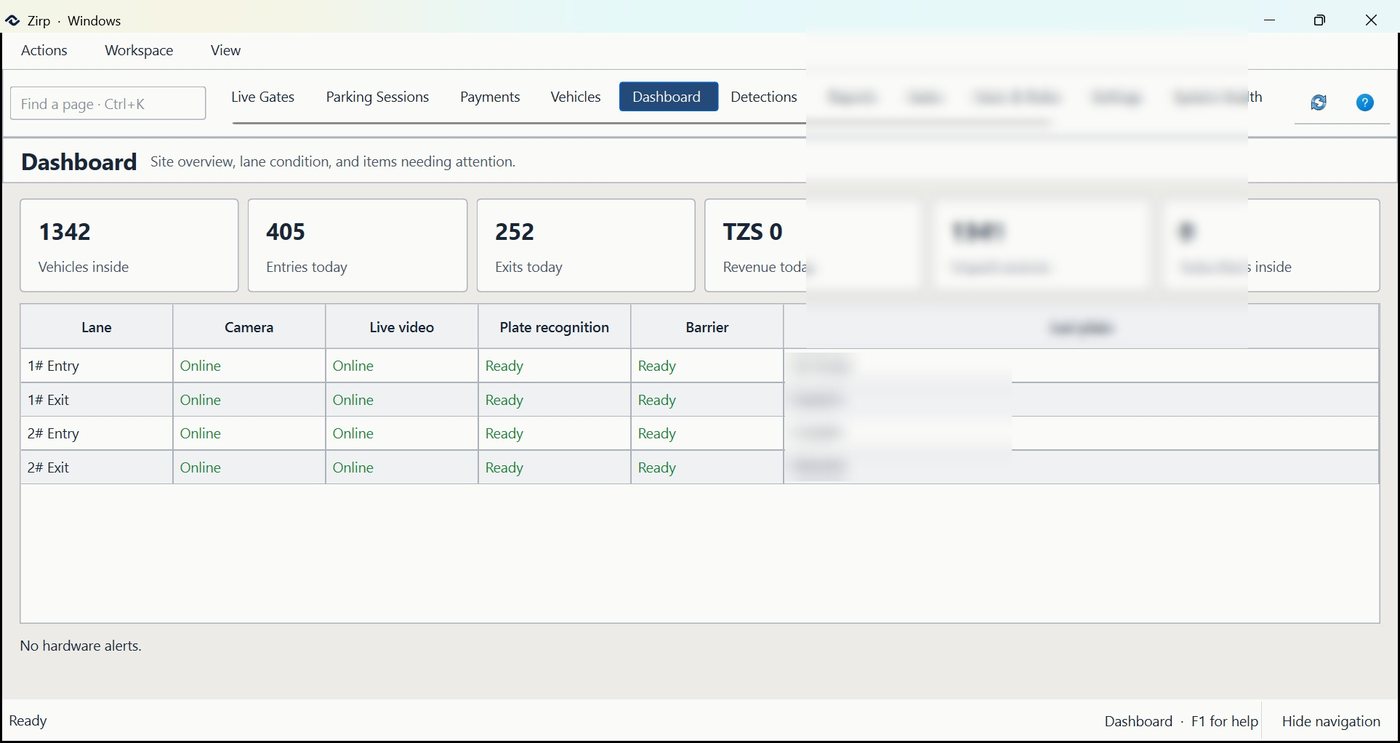 Zirp · Windows
Actions Workspace View
Find a page · Ctrl+K Live Gates Parking Sessions Payments Vehicles Dashboard Detections
Dashboard Site overview, lane condition, and items needing attention.
1342 405 252 TZS 0
Vehicles inside Entries today Exits today Revenue today inside
Lane Camera Live video Plate recognition Barrier
1# Entry Online Online Ready Ready
1# Exit Online Online Ready Ready
2# Entry Online Online Ready Ready
2# Exit Online Online Ready Ready
No hardware alerts.
Ready Dashboard · F1 for help Hide navigation